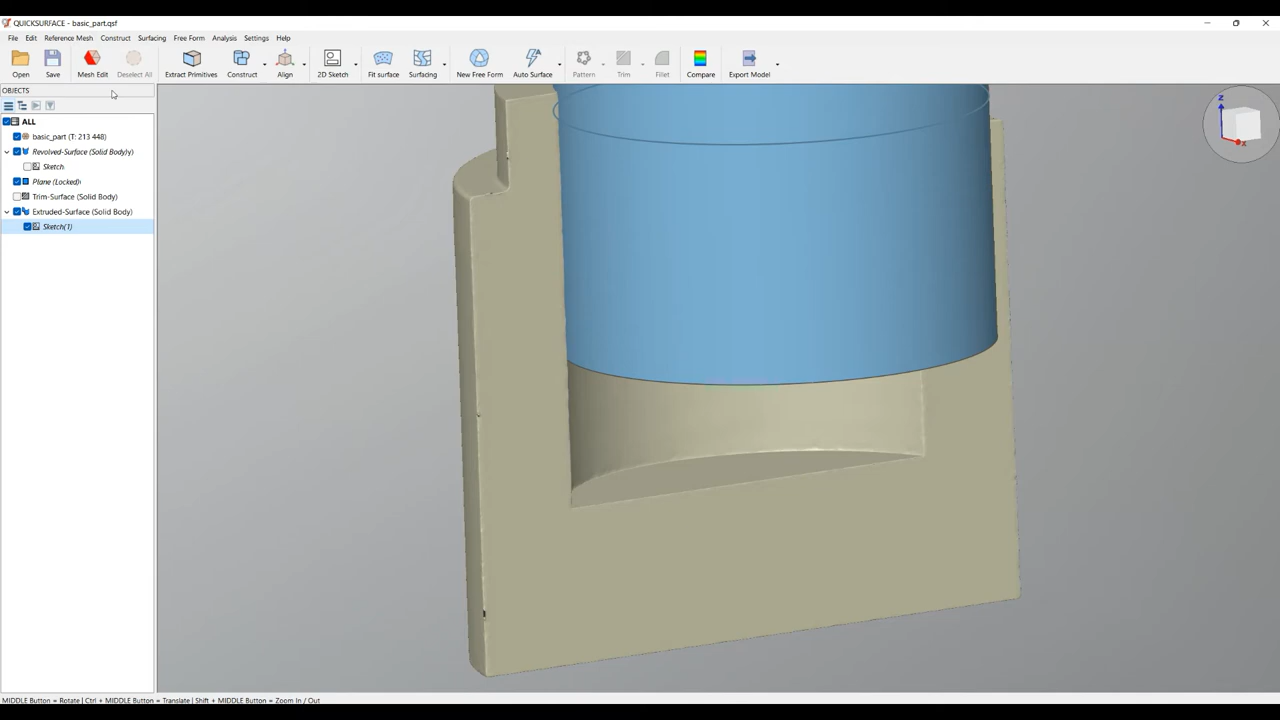 QUICKSURFACE - basic_part.qsf
File Edit Reference Mesh Construct Surfacing Free Form Analysis Settings Help
Open Save Mesh Edit Deselect All Extract Primitives Construct Align 2D Sketch Fit surface Surfacing New Free Form Auto Surface Pattern Trim Fillet Compare Export Model
OBJECTS
ALL
basic_part (T: 213 448)
Revolved-Surface (Solid Body)
Sketch
Plane (Locked)
Trim-Surface (Solid Body)
Extruded-Surface (Solid Body)
Sketch(1)
Z
X
MIDDLE Button = Rotate | Ctrl + MIDDLE Button = Translate | Shift + MIDDLE Button = Zoom In / Out